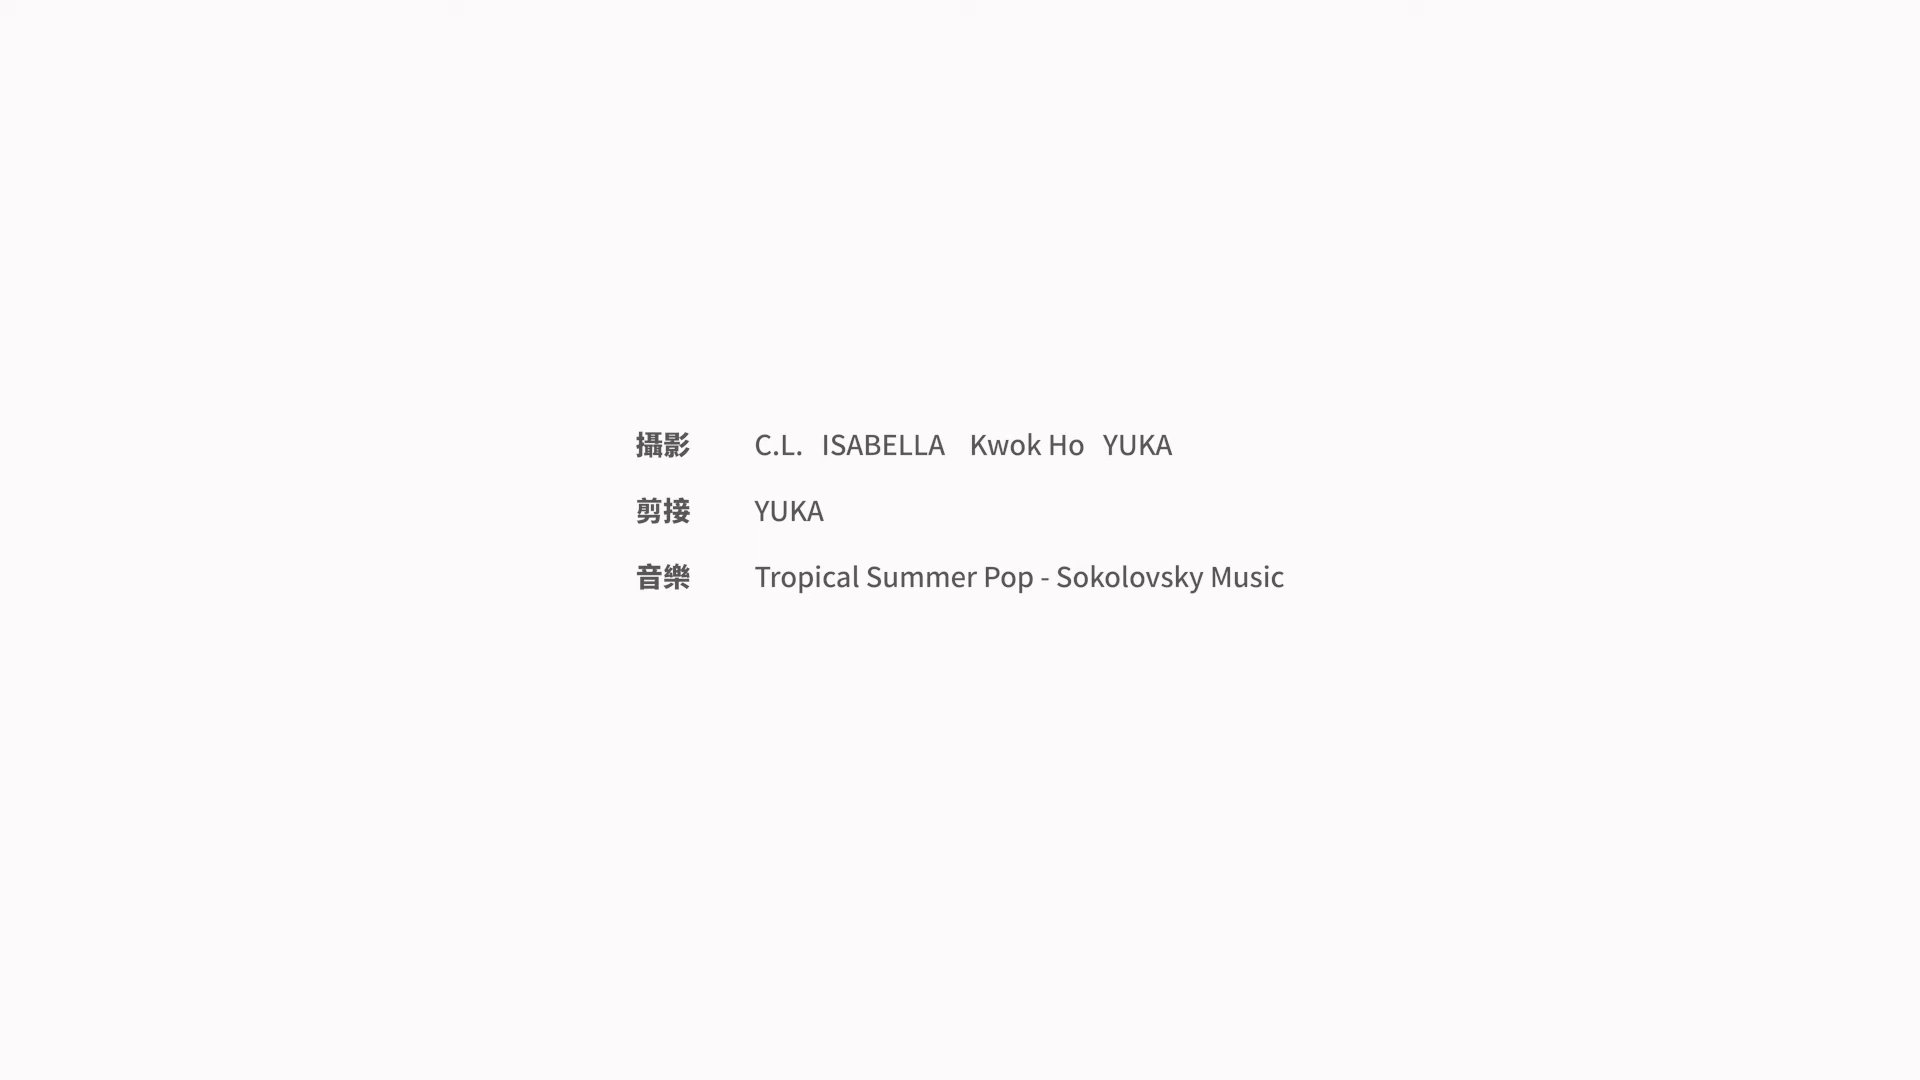 攝影 C.L. ISABELLA Kwok Ho YUKA
剪接 YUKA
音樂 Tropical Summer Pop - Sokolovsky Music